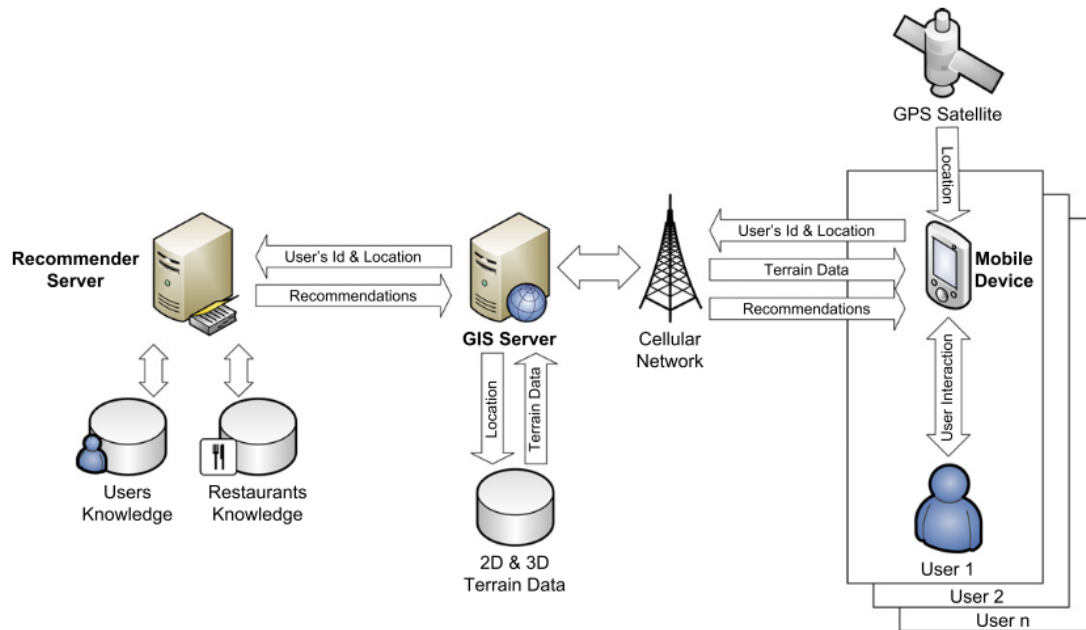 GPS Satellite
Location
Recommender
Server
User's Id & Location
Recommendations
GIS Server
Cellular
Network
User's Id & Location
Terrain Data
Recommendations
Mobile
Device
Location
Terrain Data
User Interaction
Users
Knowledge
Restaurants
Knowledge
2D & 3D
Terrain Data
User 1
User 2
User n